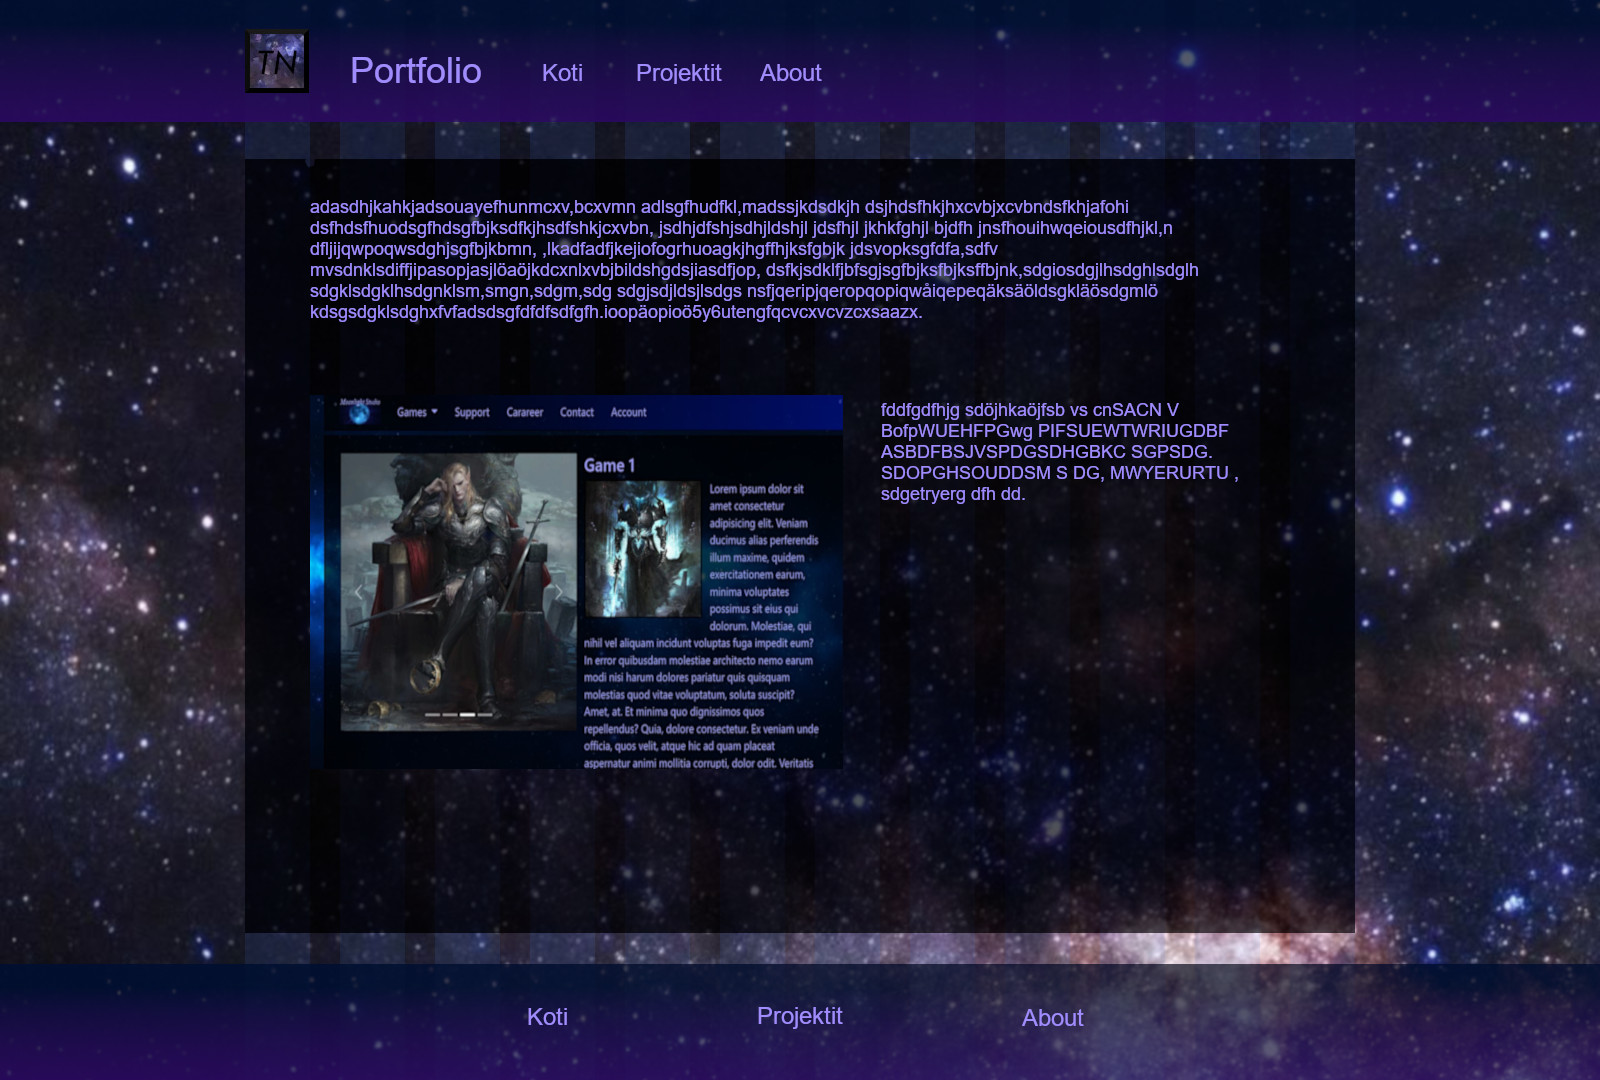 TN
Portfolio Koti Projektit About
adasdhjkahkjadsouayefhunmcxv,bcxvmn adlsgfhudfkl,madssjkdsdkjh dsjhdsfhkjhxcvbjxcvbndsfkhjafohi
dsfhdsfhuodsgfhdsgfbjksdfkjhsdfshkjcxvbn, jsdhjdfshjsdhjldshjl jdsfhjl jkhkfghjl bjdfh jnsfhouihwqeiousdfhjkl,n
dfljijqwpoqwsdghjsgfbjkbmn, ,lkadfadfjkejiofogrhuoagkjhgffhjksfgbjk jdsvopksgfdfa,sdfv
mvsdnklsdiffjipasopjasjlöaöjkdcxnlxvbjbildshgdsjiasdfjop, dsfkjsdklfjbfsgjsgfbjksfbjksffbjnk,sdgiosdgjlhsdghlsdglh
sdgklsdgklhsdgnklsm,smgn,sdgm,sdg sdgjsdjldsjlsdgs nsfjqeripjqeropqopiqwåiqepeqäksäöldsgkläösdgmlö
kdsgsdgklsdghxfvfadsdsgfdfdfsdfgfh.ioopäopioö5y6utengfqcvcxvcvzcxsaazx.
Moonlight Studio
Games Support Carareer Contact Account
Game 1
Lorem ipsum dolor sit
amet consectetur
adipisicing elit. Veniam
ducimus alias perferendis
illum maxime, quidem
exercitationem earum,
minima voluptates
possimus sit eius qui
dolorum. Molestiae, qui
nihil vel aliquam incidunt voluptas fuga impedit eum?
In error quibusdam molestiae architecto nemo earum
modi nisi harum dolores pariatur quis quisquam
molestias quod vitae voluptatum, soluta suscipit?
Amet, at. Et minima quo dignissimos quos
repellendus? Quia, dolore consectetur. Ex veniam unde
officia, quos velit, atque hic ad quam placeat
aspernatur animi mollitia corrupti, dolor odit. Veritatis
fddfgdfhjg sdöjhkaöjfsb vs cnSACN V
BofpWUEHFPGwg PIFSUEWTWRIUGDBF
ASBDFBSJVSPDGSDHGBKC SGPSDG.
SDOPGHSOUDDSM S DG, MWYERURTU ,
sdgetryerg dfh dd.
Koti Projektit About